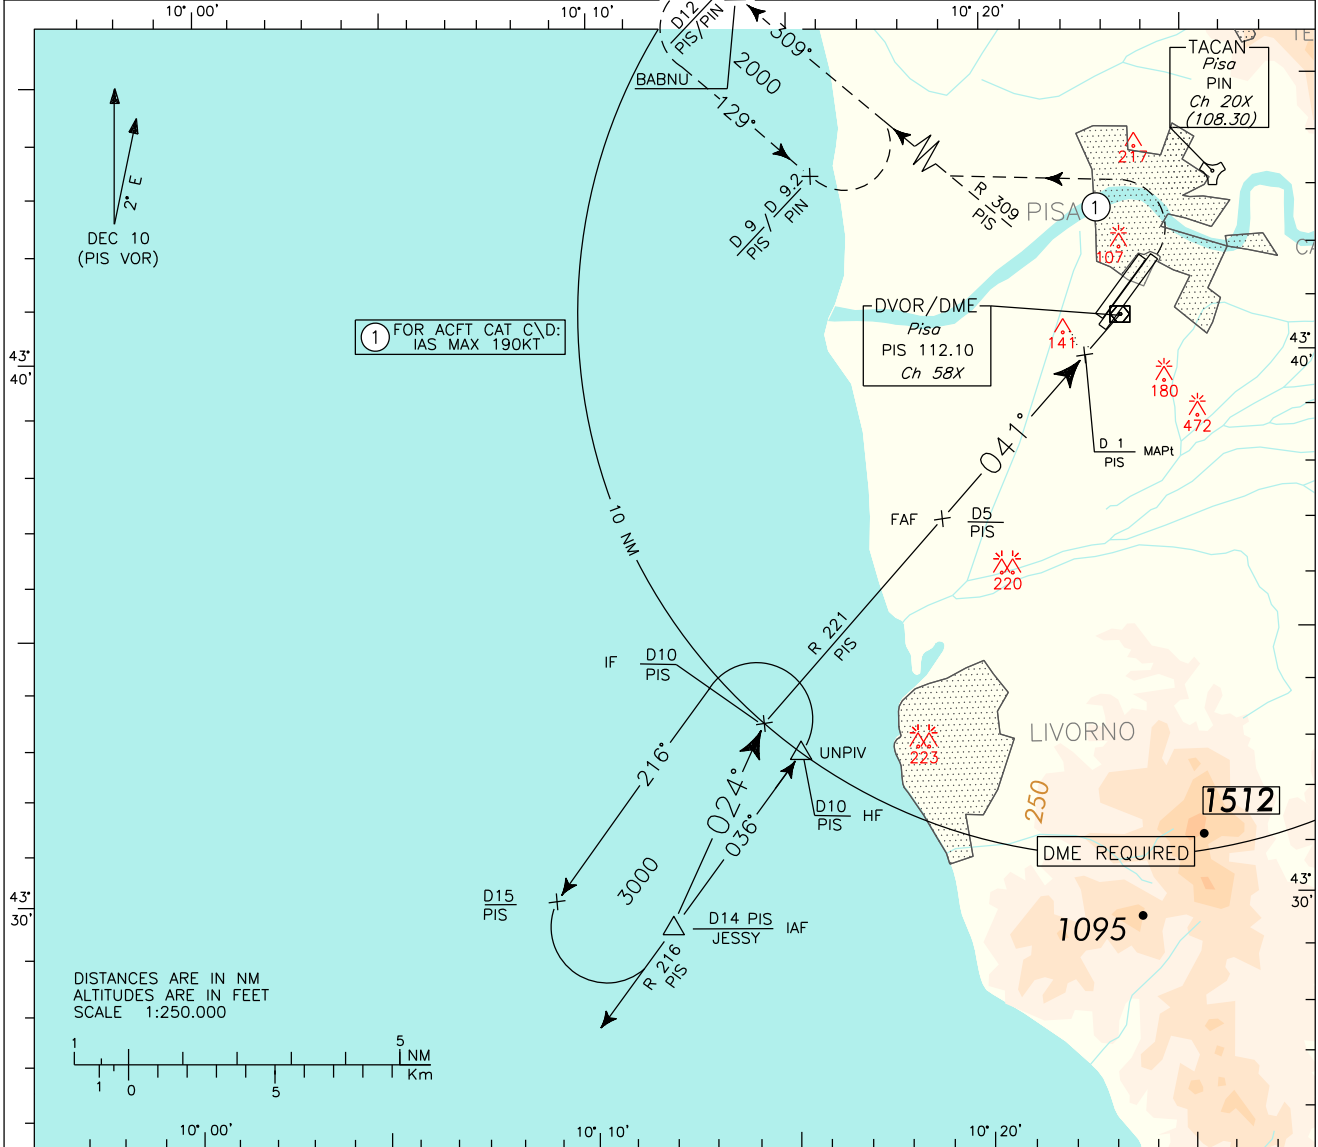 10° 00'
10° 10'
10° 20'
D12
PIS/PIN
309°
2000
BABNU
129°
TACAN
Pisa
PIN
Ch 20X
(108.30)
217
2° E
DEC 10
(PIS VOR)
D 9 / D 9.2
PIS / PIN
R 309
PIS
PISA
1
107
1 FOR ACFT CAT C\D:
IAS MAX 190KT
DVOR/DME
Pisa
PIS 112.10
Ch 58X
141
43°
40'
43°
40'
180
472
041°
D 1
PIS
MAPt
10 NM
FAF
D5
PIS
220
R 221
PIS
IF
D10
PIS
LIVORNO
223
UNPIV
216°
024°
036°
D10
PIS
HF
250
1512
DME REQUIRED
3000
43°
30'
43°
30'
D15
PIS
D14 PIS
JESSY
IAF
1095
R 216
PIS
DISTANCES ARE IN NM
ALTITUDES ARE IN FEET
SCALE 1:250.000
1 5
NM
Km
1 0 5
10° 00'
10° 10'
10° 20'